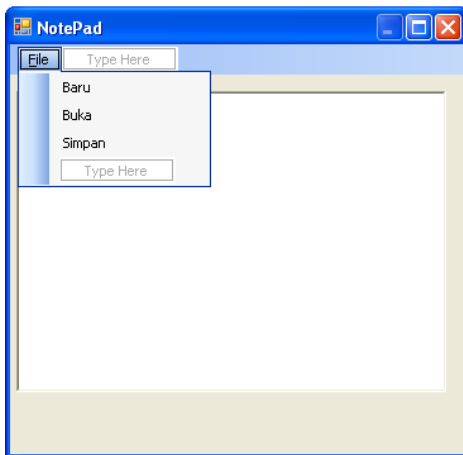 NotePad
File Type Here
Baru
Buka
Simpan
Type Here